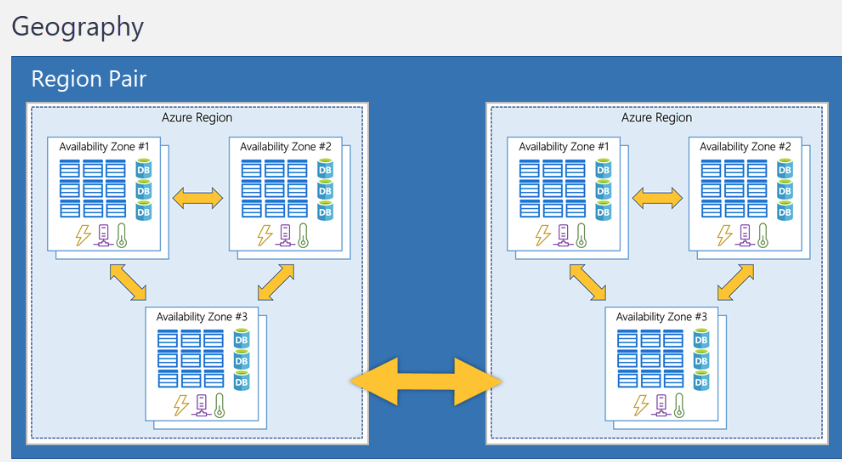 Geography
Region Pair
Azure Region
Availability Zone #1
DB
DB
DB
Availability Zone #2
DB
DB
DB
Availability Zone #3
DB
DB
DB
Azure Region
Availability Zone #1
DB
DB
DB
Availability Zone #2
DB
DB
DB
Availability Zone #3
DB
DB
DB